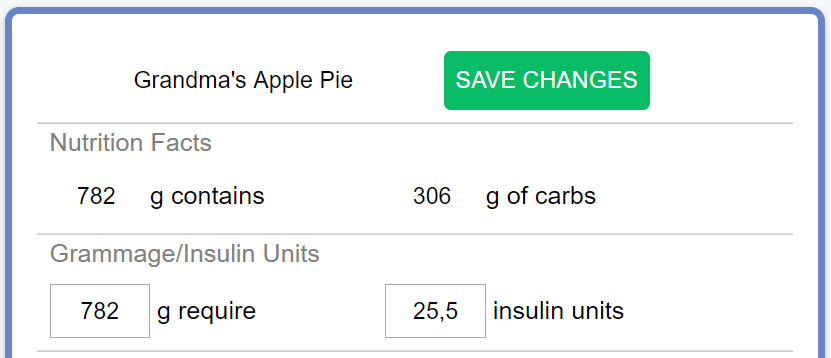 Grandma's Apple Pie SAVE CHANGES
Nutrition Facts
782 g contains 306 g of carbs
Grammage/Insulin Units
782 g require 25,5 insulin units